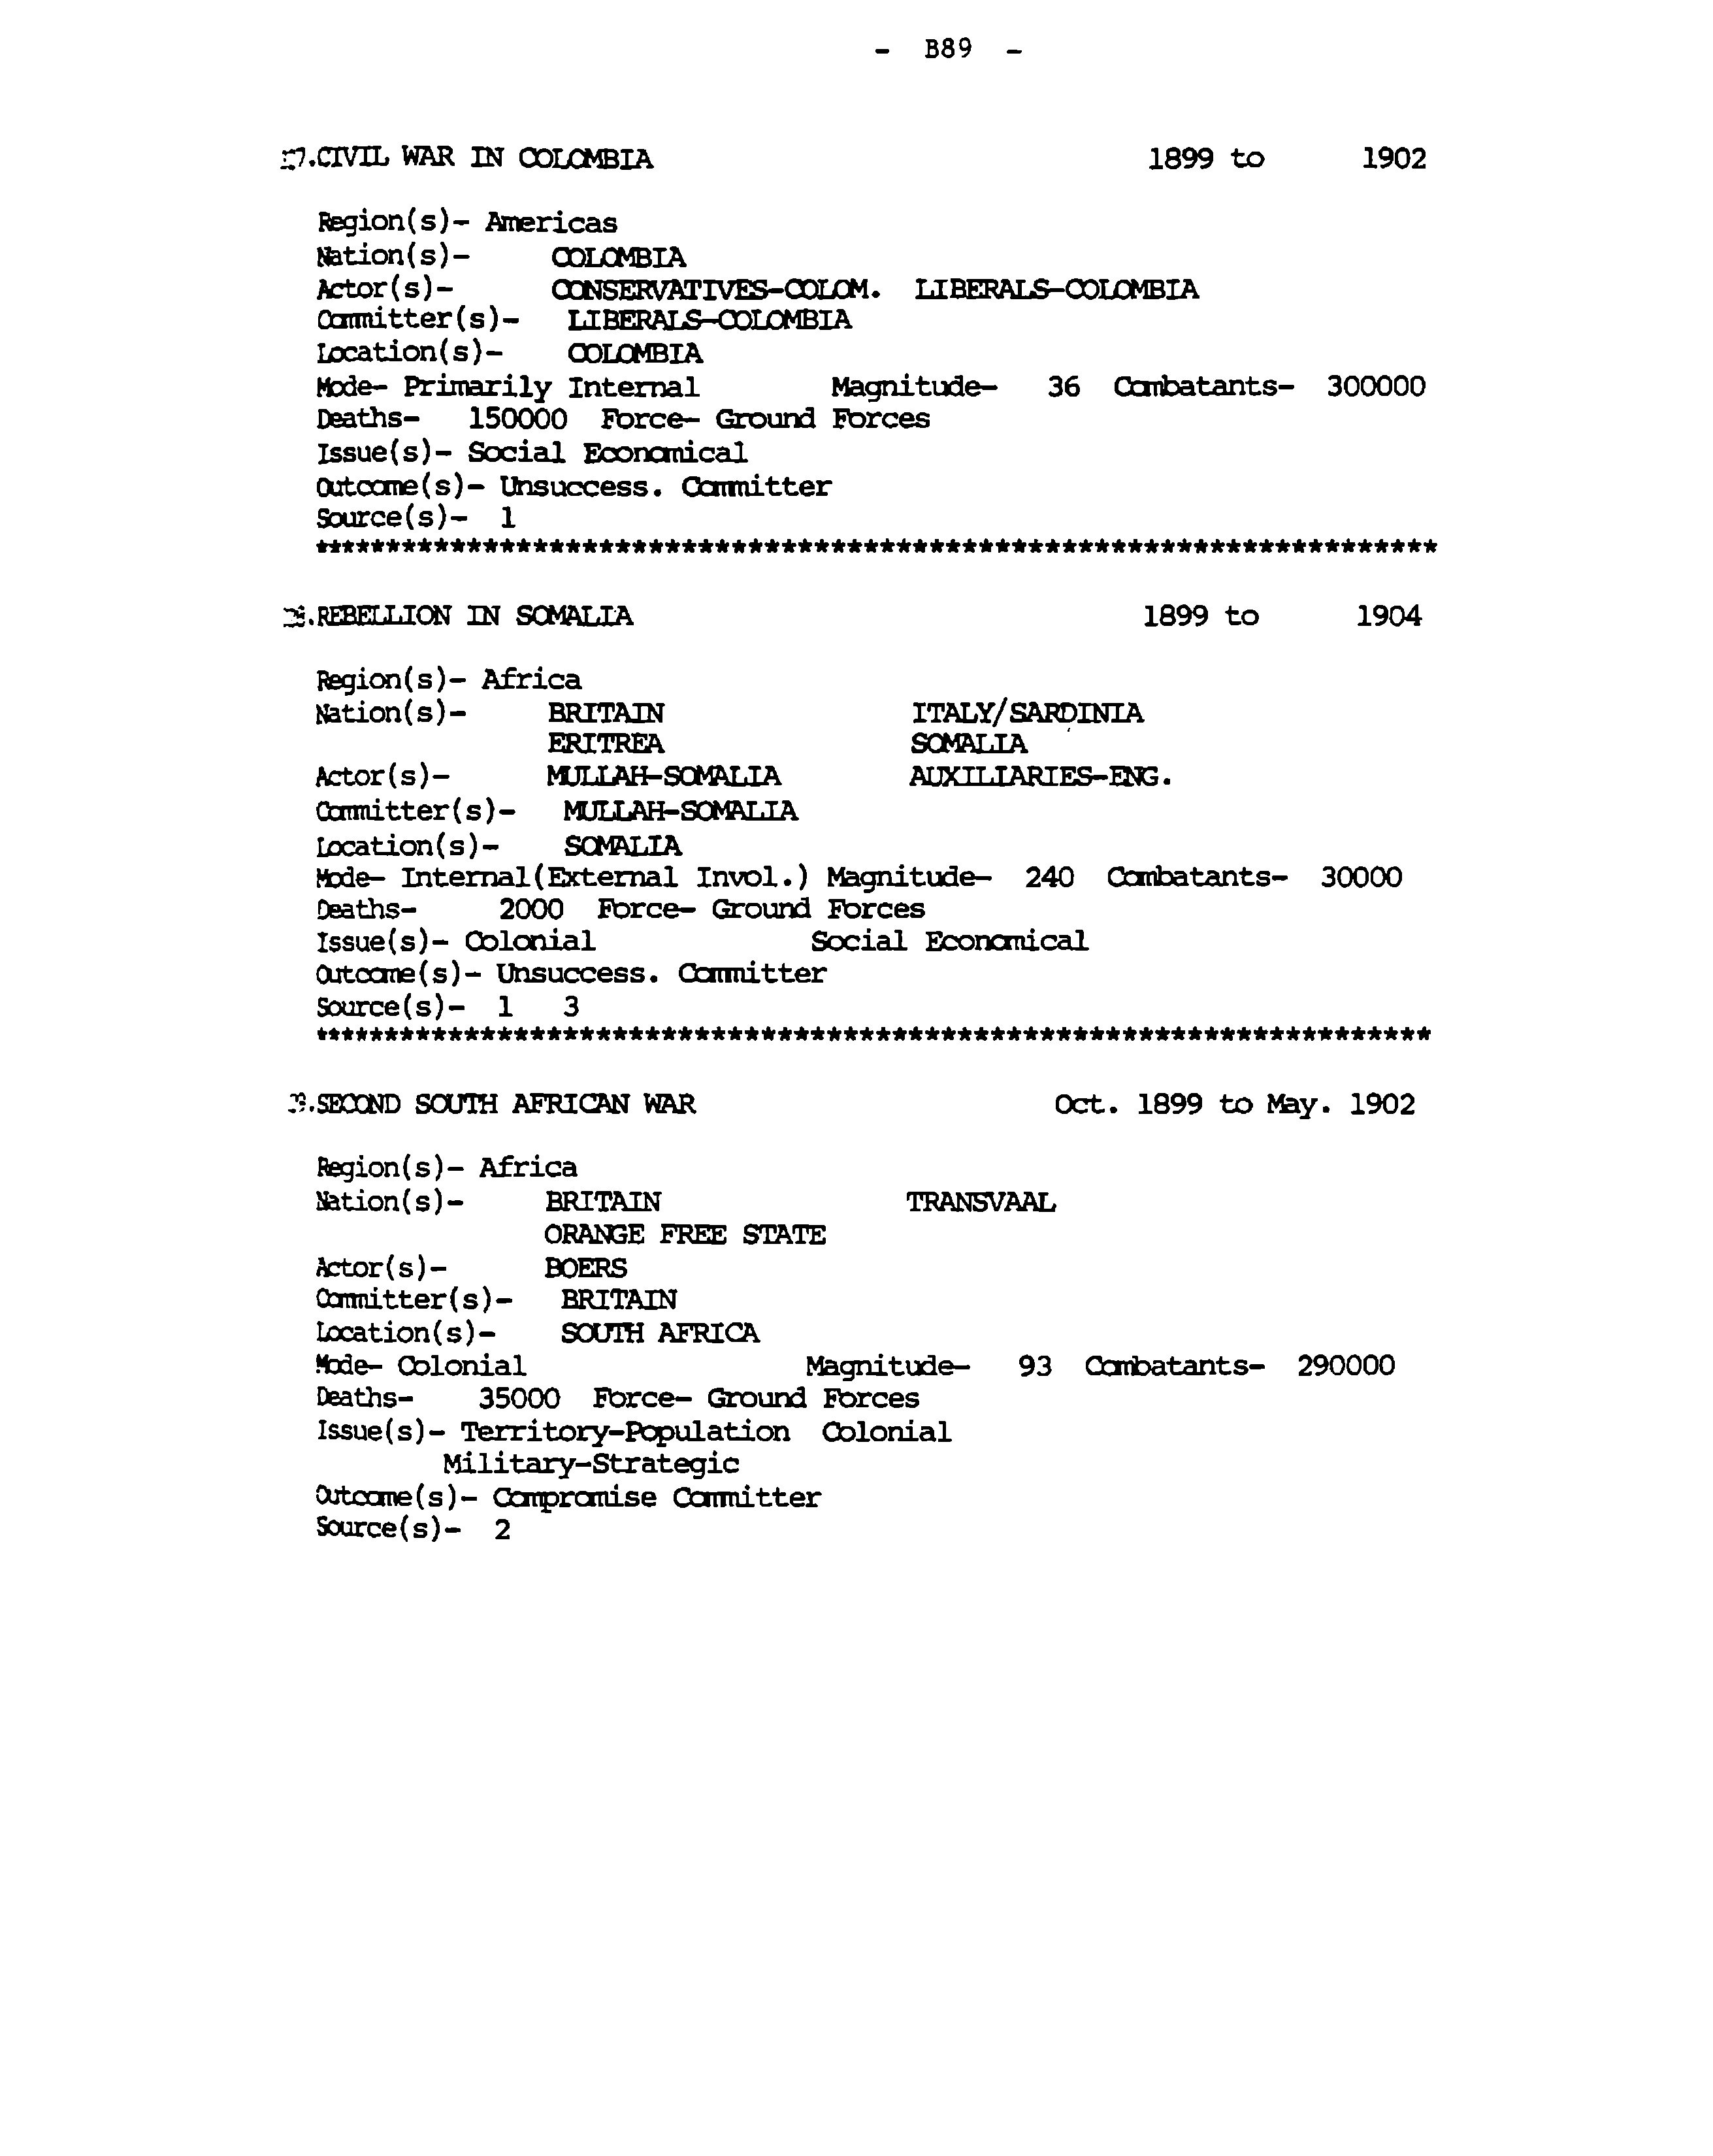 - B89 -
CIVIL WAR IN COLOMBIA 1899 to 1902
Region(s)- Americas
Nation(s)- COLOMBIA
Actor(s)- CONSERVATIVES-COLOM. LIBERALS-COLOMBIA
Committer(s)- LIBERALS-COLOMBIA
Location(s)- COLOMBIA
Mode- Primarily Internal Magnitude- 36 Combatants- 300000
Deaths- 150000 Force- Ground Forces
Issue(s)- Social Economical
Outcome(s)- Unsuccess. Committer
Source(s)- 1
********************************************************************
REBELLION IN SOMALIA 1899 to 1904
Region(s)- Africa
Nation(s)- BRITAIN ITALY/SARDINIA
ERITREA SOMALIA
Actor(s)- MULLAH-SOMALIA AUXILIARIES-ENG.
Committer(s)- MULLAH-SOMALIA
Location(s)- SOMALIA
Mode- Internal(External Invol.) Magnitude- 240 Combatants- 30000
Deaths- 2000 Force- Ground Forces
Issue(s)- Colonial Social Economical
Outcome(s)- Unsuccess. Committer
Source(s)- 1 3
********************************************************************
SECOND SOUTH AFRICAN WAR Oct. 1899 to May. 1902
Region(s)- Africa
Nation(s)- BRITAIN TRANSVAAL
ORANGE FREE STATE
Actor(s)- BOERS
Committer(s)- BRITAIN
Location(s)- SOUTH AFRICA
Mode- Colonial Magnitude- 93 Combatants- 290000
Deaths- 35000 Force- Ground Forces
Issue(s)- Territory-Population Colonial
Military-Strategic
Outcome(s)- Compromise Committer
Source(s)- 2